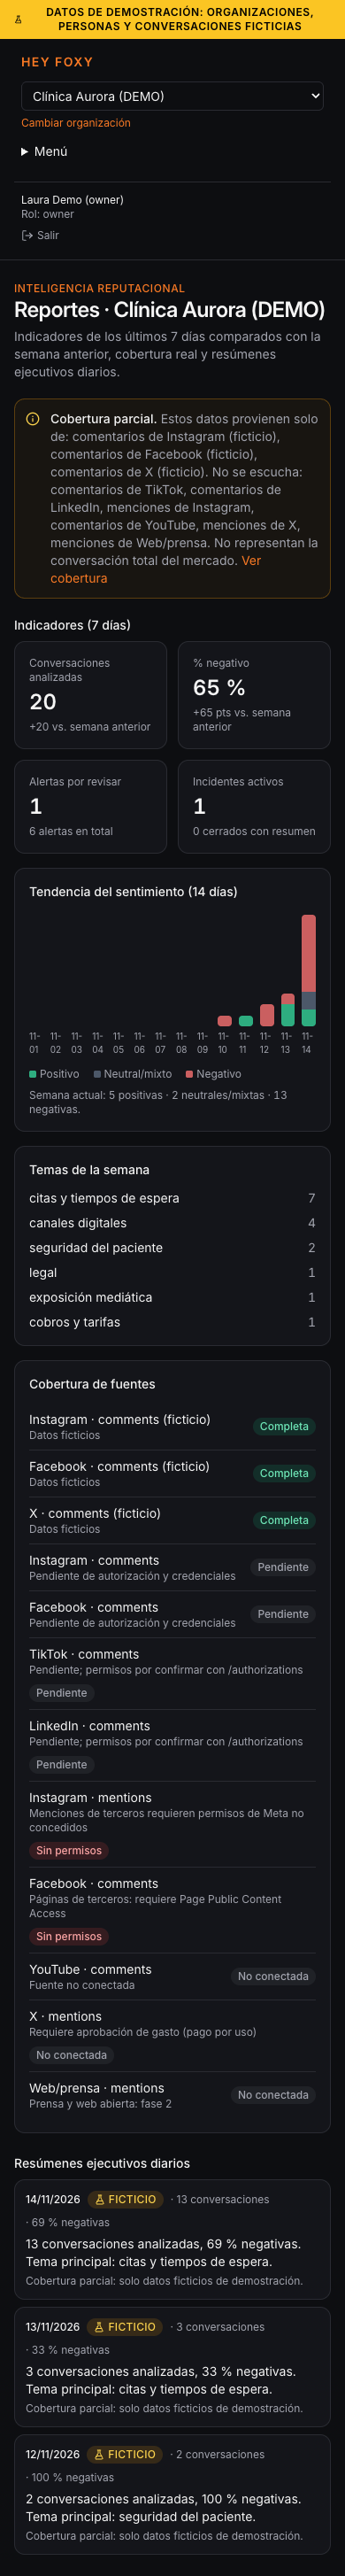 DATOS DE DEMOSTRACIÓN: ORGANIZACIONES,
PERSONAS Y CONVERSACIONES FICTICIAS
HEY FOXY
Clínica Aurora (DEMO)
Cambiar organización
Menú
Laura Demo (owner)
Rol: owner
Salir
INTELIGENCIA REPUTACIONAL
Reportes · Clínica Aurora (DEMO)
Indicadores de los últimos 7 días comparados con la
semana anterior, cobertura real y resúmenes
ejecutivos diarios.
Cobertura parcial. Estos datos provienen solo
de: comentarios de Instagram (ficticio),
comentarios de Facebook (ficticio),
comentarios de X (ficticio). No se escucha:
comentarios de TikTok, comentarios de
LinkedIn, menciones de Instagram,
comentarios de YouTube, menciones de X,
menciones de Web/prensa. No representan la
conversación total del mercado. Ver
cobertura
Indicadores (7 días)
Conversaciones
analizadas
20
+20 vs. semana anterior
% negativo
65 %
+65 pts vs. semana
anterior
Alertas por revisar
1
6 alertas en total
Incidentes activos
1
0 cerrados con resumen
Tendencia del sentimiento (14 días)
11- 11- 11- 11- 11- 11- 11- 11- 11- 11- 11- 11- 11- 11-
01 02 03 04 05 06 07 08 09 10 11 12 13 14
Positivo Neutral/mixto Negativo
Semana actual: 5 positivas · 2 neutrales/mixtas · 13
negativas.
Temas de la semana
citas y tiempos de espera 7
canales digitales 4
seguridad del paciente 2
legal 1
exposición mediática 1
cobros y tarifas 1
Cobertura de fuentes
Instagram · comments (ficticio)
Datos ficticios
Completa
Facebook · comments (ficticio)
Datos ficticios
Completa
X · comments (ficticio)
Datos ficticios
Completa
Instagram · comments
Pendiente de autorización y credenciales
Pendiente
Facebook · comments
Pendiente de autorización y credenciales
Pendiente
TikTok · comments
Pendiente; permisos por confirmar con /authorizations
Pendiente
LinkedIn · comments
Pendiente; permisos por confirmar con /authorizations
Pendiente
Instagram · mentions
Menciones de terceros requieren permisos de Meta no
concedidos
Sin permisos
Facebook · comments
Páginas de terceros: requiere Page Public Content
Access
Sin permisos
YouTube · comments
Fuente no conectada
No conectada
X · mentions
Requiere aprobación de gasto (pago por uso)
No conectada
Web/prensa · mentions
Prensa y web abierta: fase 2
No conectada
Resúmenes ejecutivos diarios
14/11/2026 FICTICIO · 13 conversaciones
· 69 % negativas
13 conversaciones analizadas, 69 % negativas.
Tema principal: citas y tiempos de espera.
Cobertura parcial: solo datos ficticios de demostración.
13/11/2026 FICTICIO · 3 conversaciones
· 33 % negativas
3 conversaciones analizadas, 33 % negativas.
Tema principal: citas y tiempos de espera.
Cobertura parcial: solo datos ficticios de demostración.
12/11/2026 FICTICIO · 2 conversaciones
· 100 % negativas
2 conversaciones analizadas, 100 % negativas.
Tema principal: seguridad del paciente.
Cobertura parcial: solo datos ficticios de demostración.